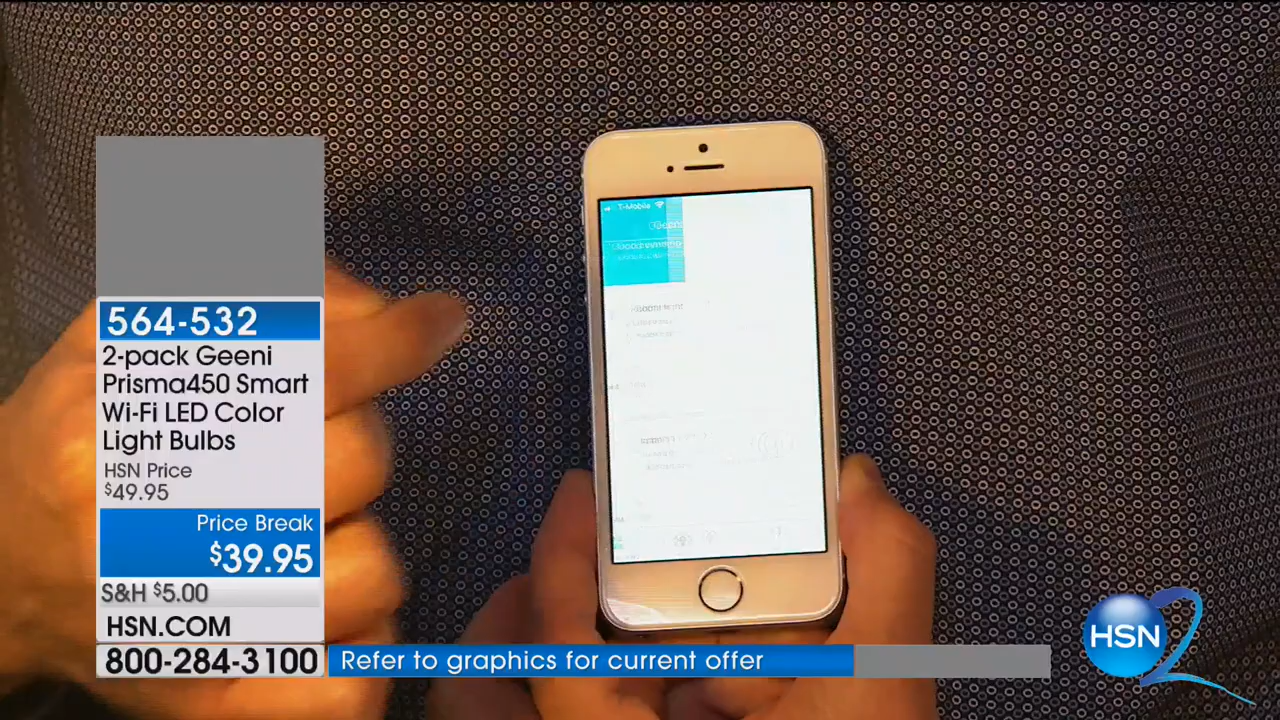 T-Mobile
564-532
2-pack Geeni
Prisma450 Smart
Wi-Fi LED Color
Light Bulbs
HSN Price
$49.95
Price Break
$39.95
S&H $5.00
HSN.COM
800-284-3100
Refer to graphics for current offer
HSN
2